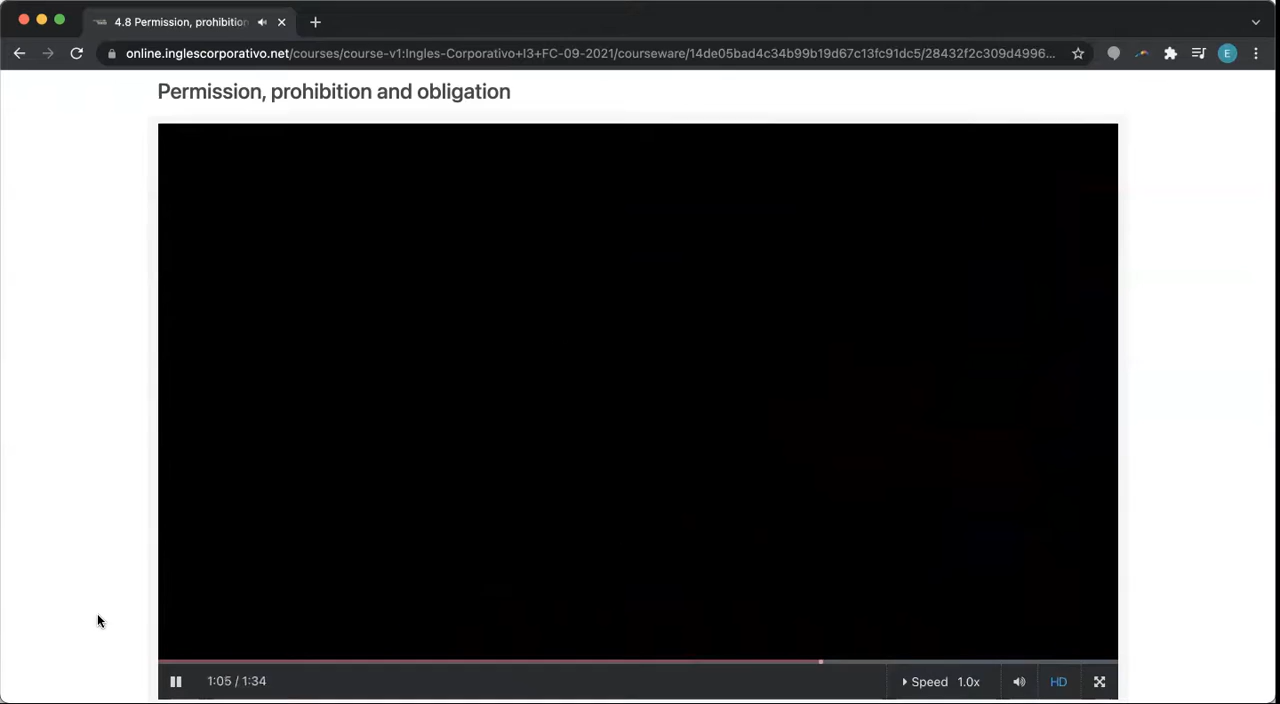 4.8 Permission, prohibition
online.inglescorporativo.net/courses/course-v1:Ingles-Corporativo+I3+FC-09-2021/courseware/14de05bad4c34b99b19d67c13fc91dc5/28432f2c309d4996...
E
Permission, prohibition and obligation
1:05 / 1:34
Speed 1.0x
HD